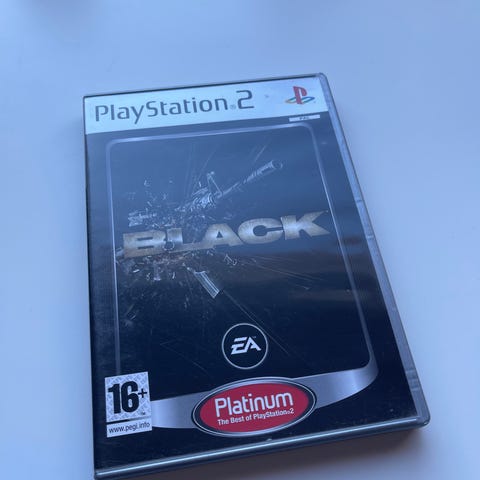 PlayStation®2
PAL
BLACK
EA
16+
www.pegi.info
Platinum
The Best of PlayStation®2